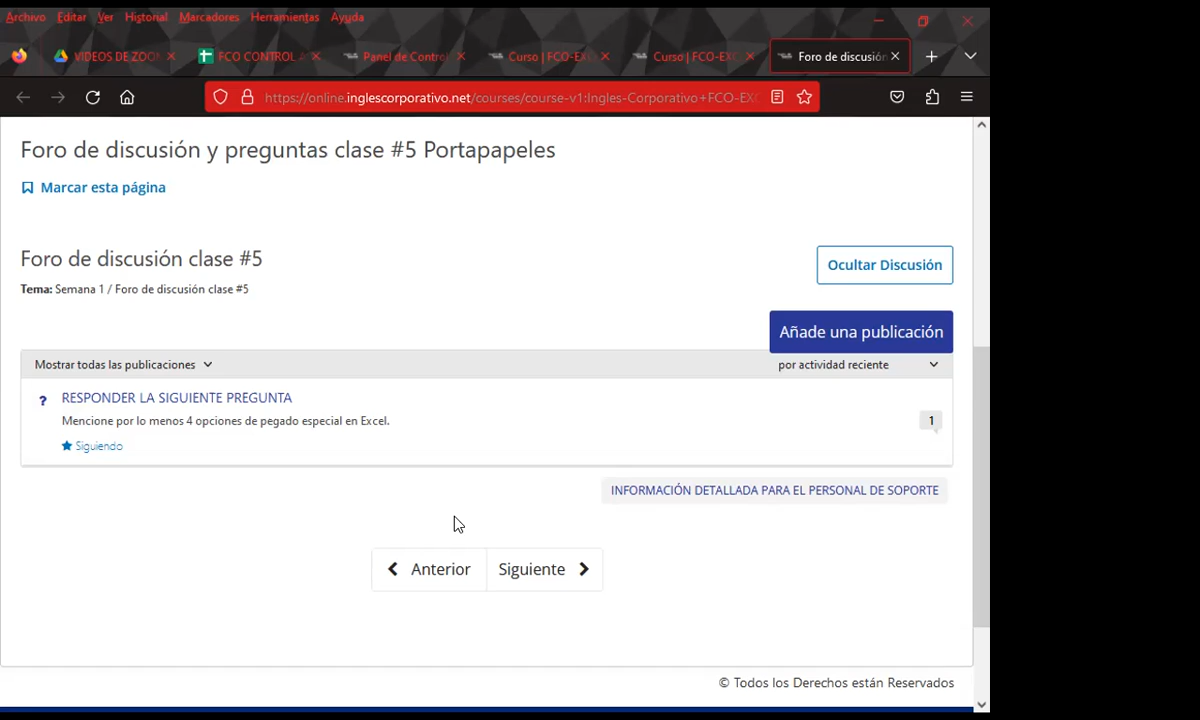 Archivo Editar Ver Historial Marcadores Herramientas Ayuda
VIDEOS DE ZOO FCO CONTROL Panel de Control Curso | FCO-EX Curso | FCO-EX Foro de discusión
https://online.inglescorporativo.net/courses/course-v1:Ingles-Corporativo+FCO-EX
Foro de discusión y preguntas clase #5 Portapapeles
Marcar esta página
Foro de discusión clase #5
Ocultar Discusión
Tema: Semana 1 / Foro de discusión clase #5
Añade una publicación
Mostrar todas las publicaciones por actividad reciente
? RESPONDER LA SIGUIENTE PREGUNTA
Mencione por lo menos 4 opciones de pegado especial en Excel.
1
Siguiendo
INFORMACIÓN DETALLADA PARA EL PERSONAL DE SOPORTE
Anterior Siguiente
© Todos los Derechos están Reservados